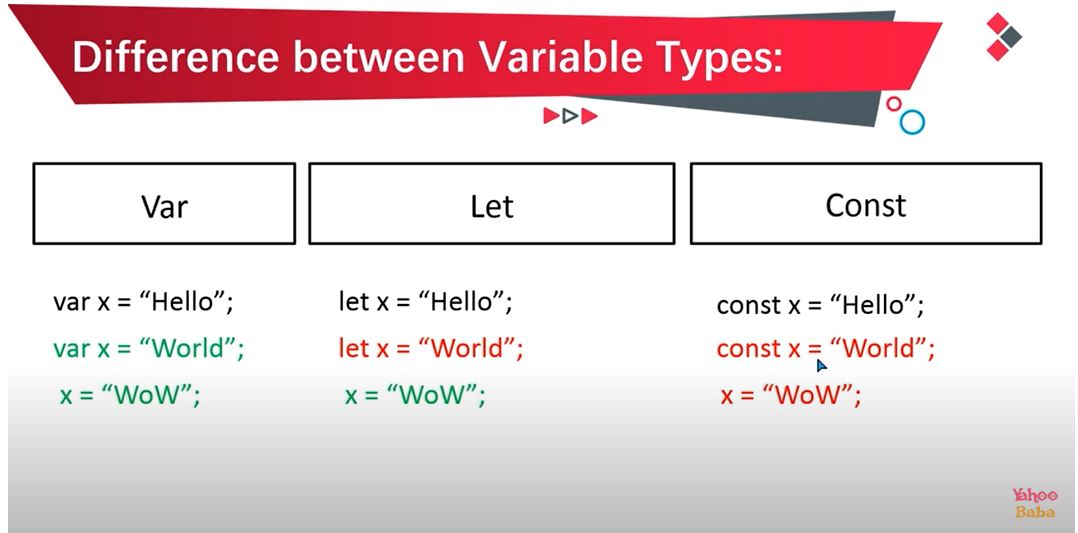 Difference between Variable Types:
Var
Let
Const
var x = “Hello”;
var x = “World”;
x = “WoW”;
let x = “Hello”;
let x = “World”;
x = “WoW”;
const x = “Hello”;
const x = “World”;
x = “WoW”;
Yahoo
Baba